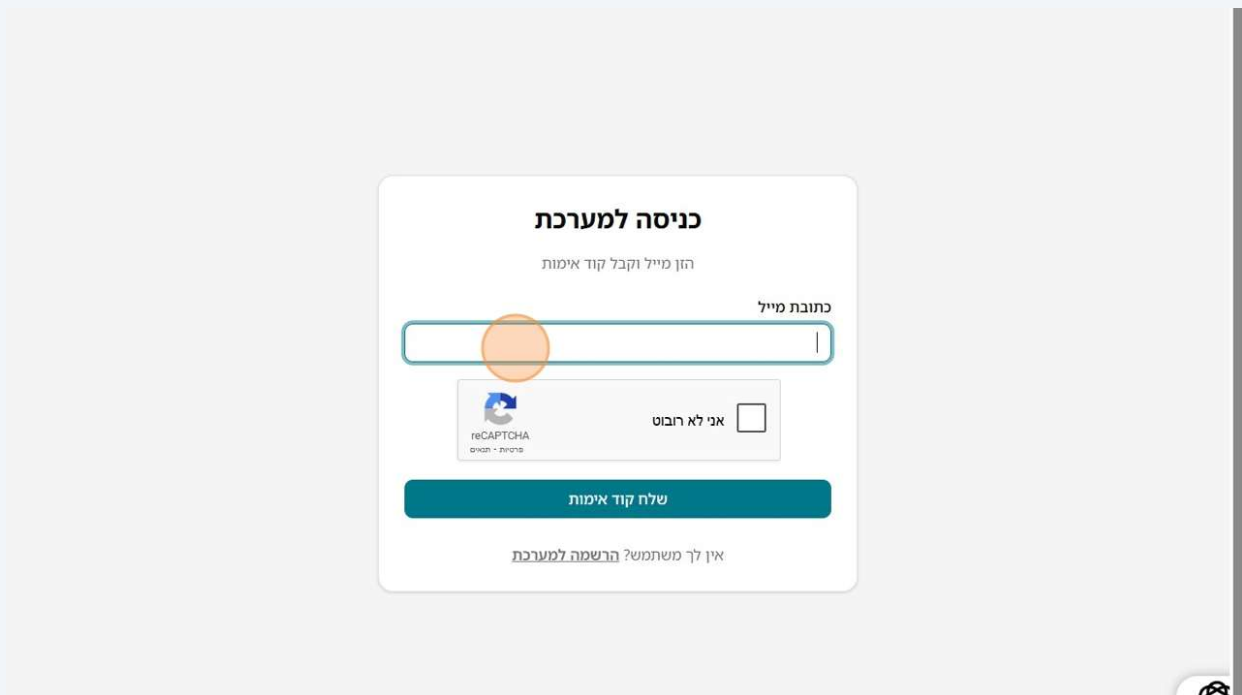 כניסה למערכת
הזן מייל וקבל קוד אימות
כתובת מייל
אני לא רובוט
reCAPTCHA
פרטיות - תנאים
שלח קוד אימות
אין לך משתמש? הרשמה למערכת